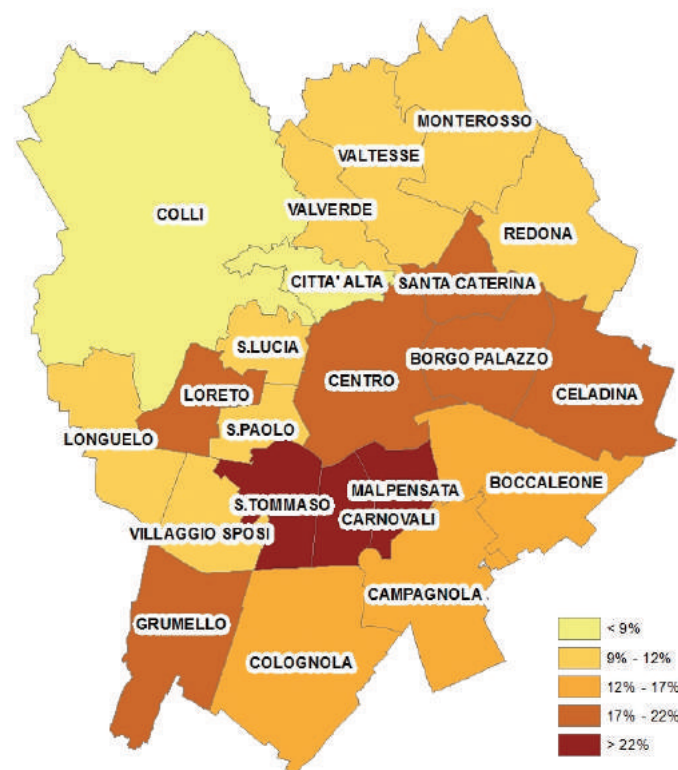 MONTEROSSO
VALTESSE
COLLI
VALVERDE
REDONA
CITTA' ALTA
SANTA CATERINA
S.LUCIA
BORGO PALAZZO
CENTRO
LORETO
CELADINA
S.PAOLO
LONGUELO
BOCCALEONE
MALPENSATA
S.TOMMASO
CARNOVALI
VILLAGGIO SPOSI
CAMPAGNOLA
GRUMELLO
COLOGNOLA
< 9%
9% - 12%
12% - 17%
17% - 22%
> 22%